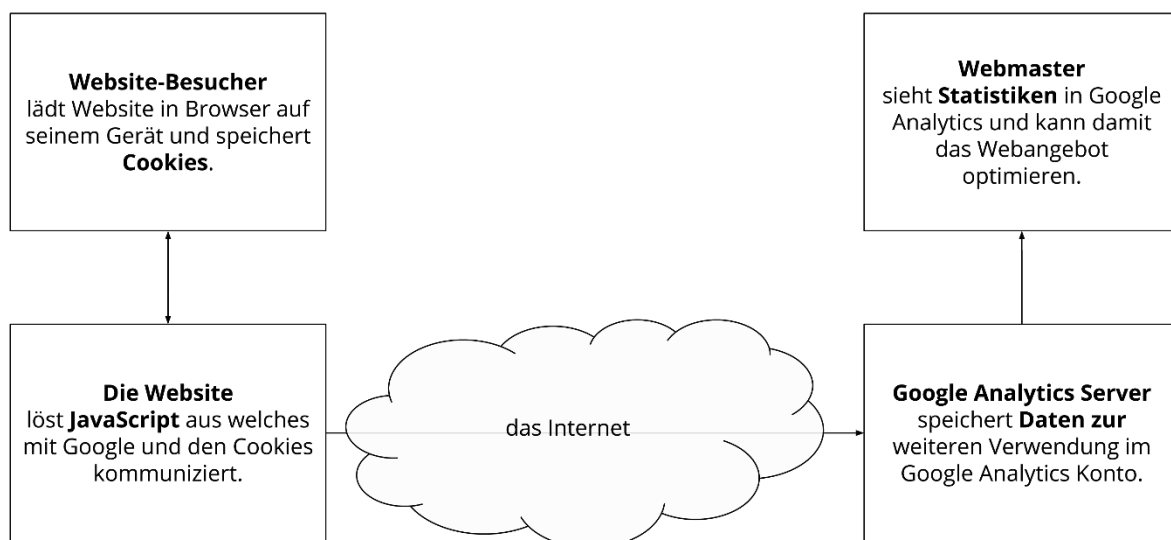 Website-Besucher
lädt Website in Browser auf
seinem Gerät und speichert
Cookies.
Webmaster
sieht Statistiken in Google
Analytics und kann damit
das Webangebot
optimieren.
Die Website
löst JavaScript aus welches
mit Google und den Cookies
kommuniziert.
das Internet
Google Analytics Server
speichert Daten zur
weiteren Verwendung im
Google Analytics Konto.